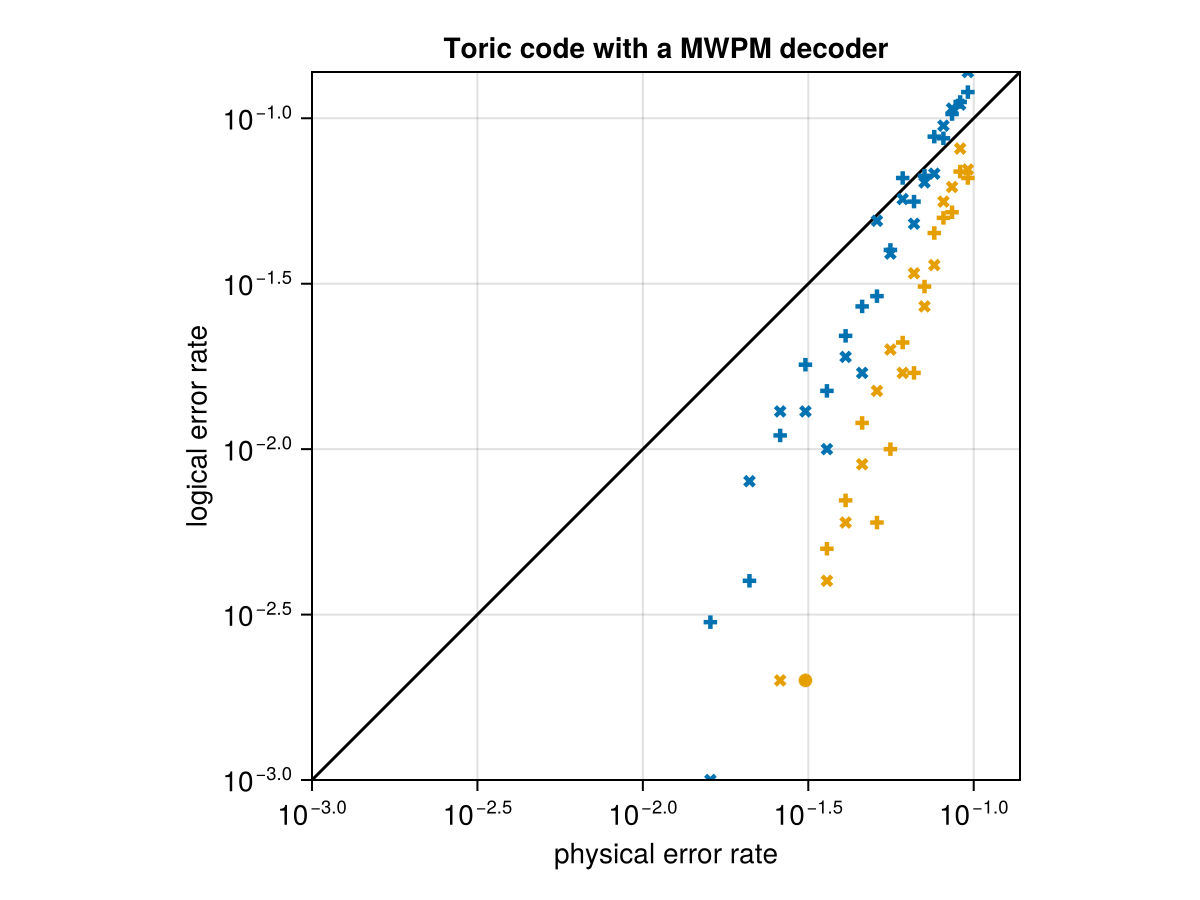 Toric code with a MWPM decoder
10^−1.0
10^−1.5
10^−2.0
10^−2.5
10^−3.0
logical error rate
10^−3.0 10^−2.5 10^−2.0 10^−1.5 10^−1.0
physical error rate